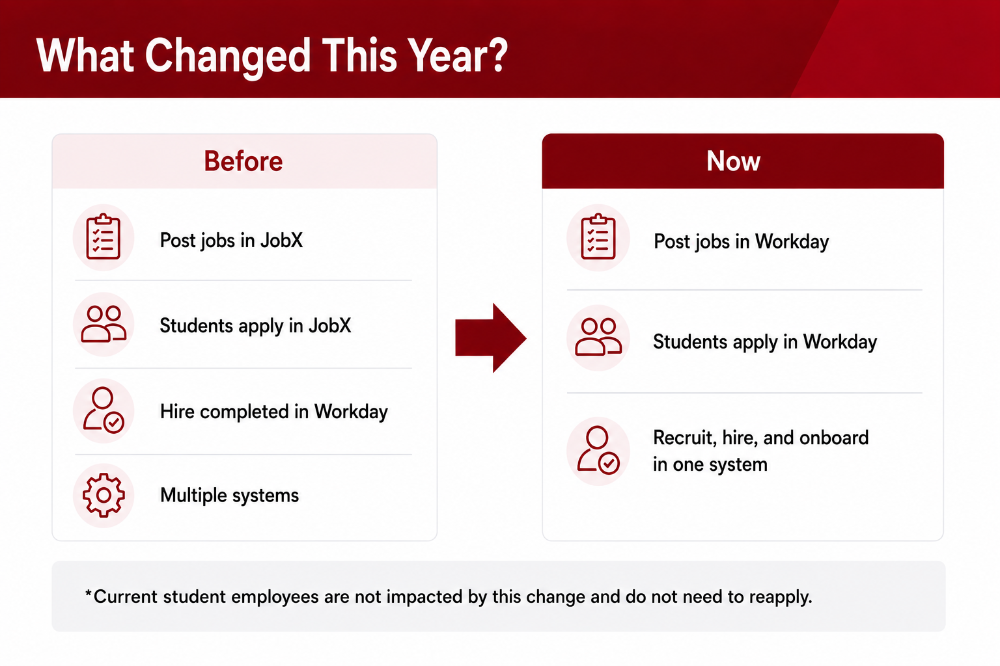 What Changed This Year?
Before
Post jobs in JobX
Students apply in JobX
Hire completed in Workday
Multiple systems
Now
Post jobs in Workday
Students apply in Workday
Recruit, hire, and onboard
in one system
*Current student employees are not impacted by this change and do not need to reapply.